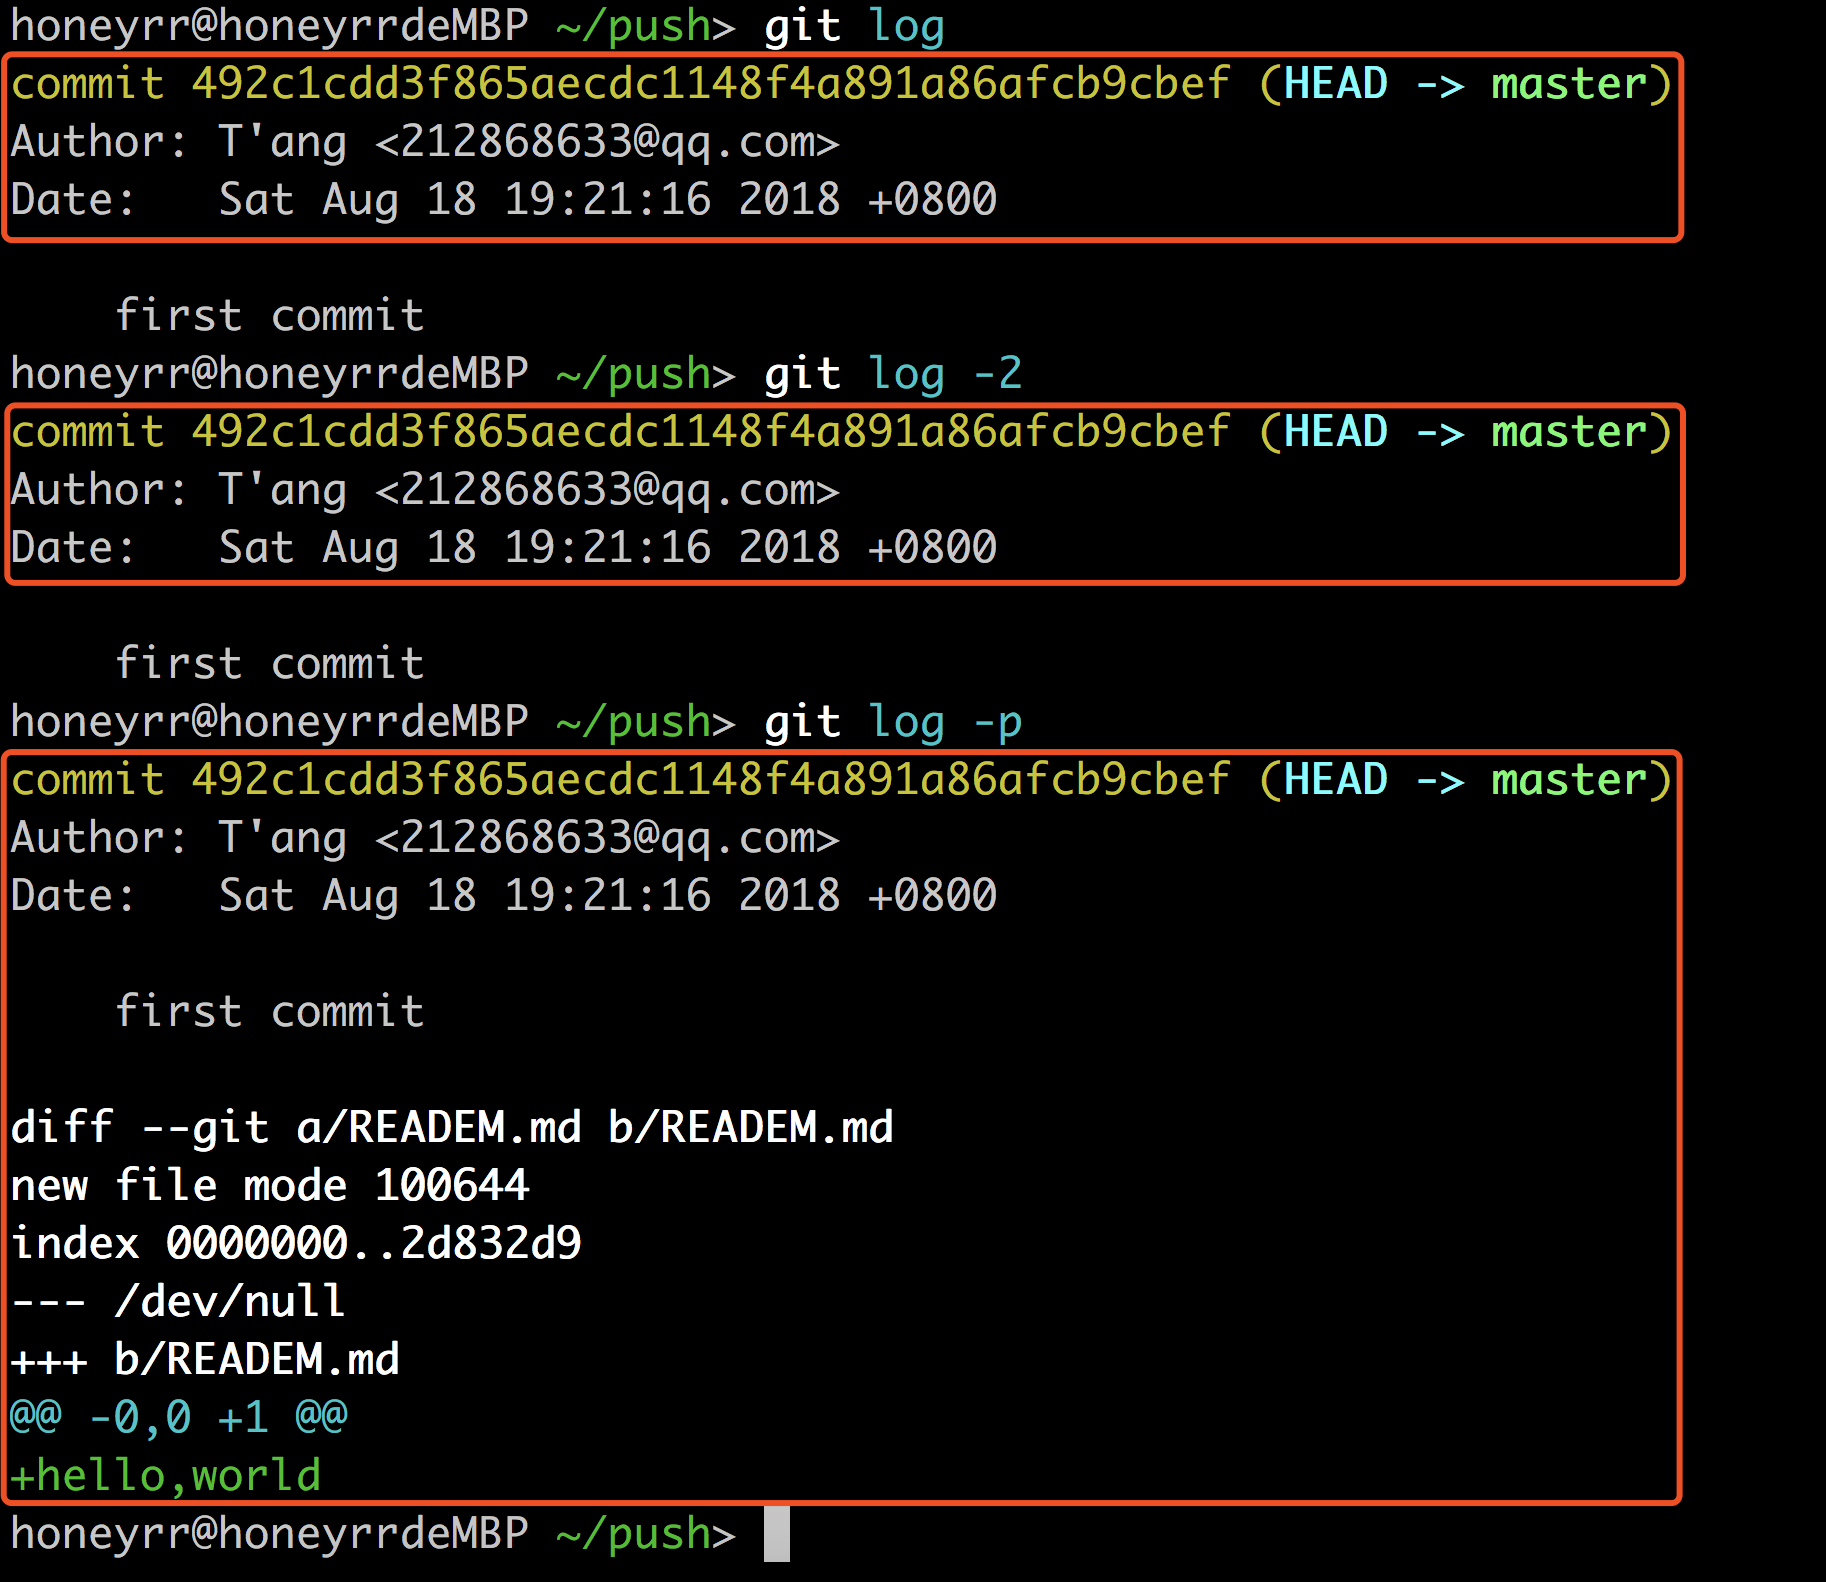 honeyrr@honeyrrdeMBP ~/push> git log
commit 492c1cdd3f865aecdc1148f4a891a86afcb9cbef (HEAD -> master)
Author: T'ang <212868633@qq.com>
Date:   Sat Aug 18 19:21:16 2018 +0800
    first commit
honeyrr@honeyrrdeMBP ~/push> git log -2
commit 492c1cdd3f865aecdc1148f4a891a86afcb9cbef (HEAD -> master)
Author: T'ang <212868633@qq.com>
Date:   Sat Aug 18 19:21:16 2018 +0800
    first commit
honeyrr@honeyrrdeMBP ~/push> git log -p
commit 492c1cdd3f865aecdc1148f4a891a86afcb9cbef (HEAD -> master)
Author: T'ang <212868633@qq.com>
Date:   Sat Aug 18 19:21:16 2018 +0800
    first commit
diff --git a/READEM.md b/READEM.md
new file mode 100644
index 0000000..2d832d9
--- /dev/null
+++ b/READEM.md
@@ -0,0 +1 @@
+hello,world
honeyrr@honeyrrdeMBP ~/push>